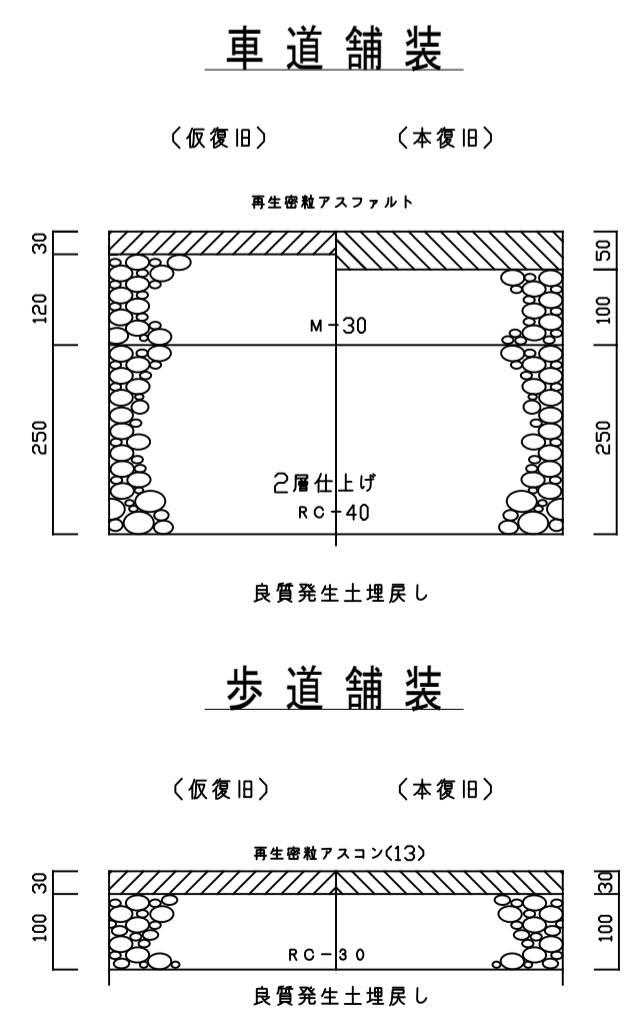 車道舗装
（仮復旧） （本復旧）
再生密粒アスファルト
30 50
120 100
M-30
250 250
2層仕上げ
RC-40
良質発生土埋戻し
歩道舗装
（仮復旧） （本復旧）
再生密粒アスコン(13)
30 30
100 100
RC-30
良質発生土埋戻し